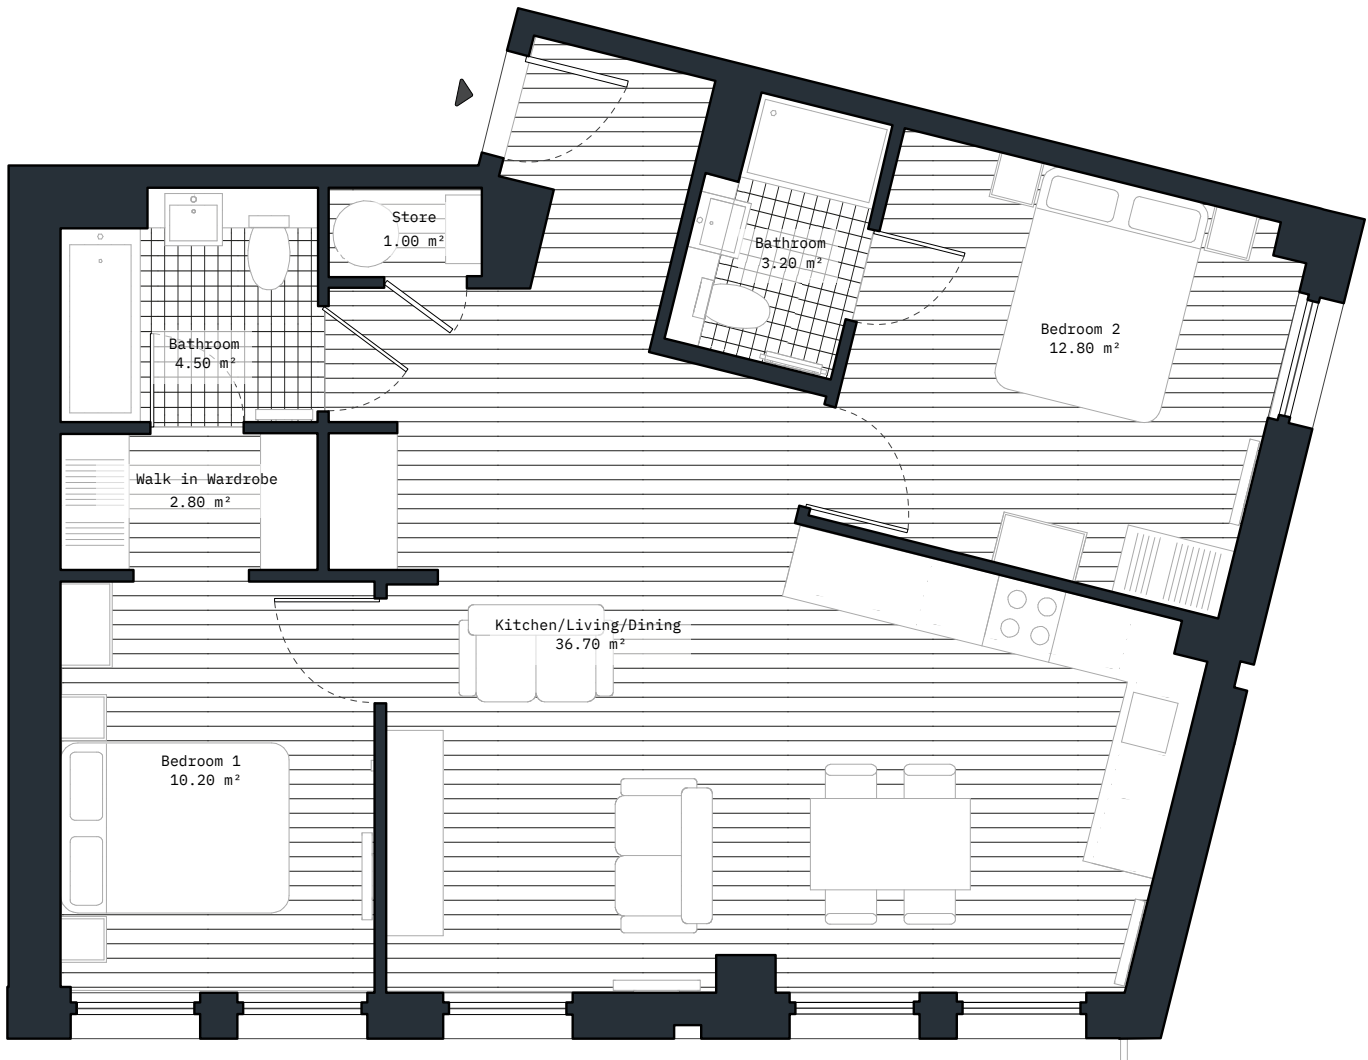 Store
1.00 m²
Bathroom
3.20 m²
Bathroom
4.50 m²
Bedroom 2
12.80 m²
Walk in Wardrobe
2.80 m²
Kitchen/Living/Dining
36.70 m²
Bedroom 1
10.20 m²